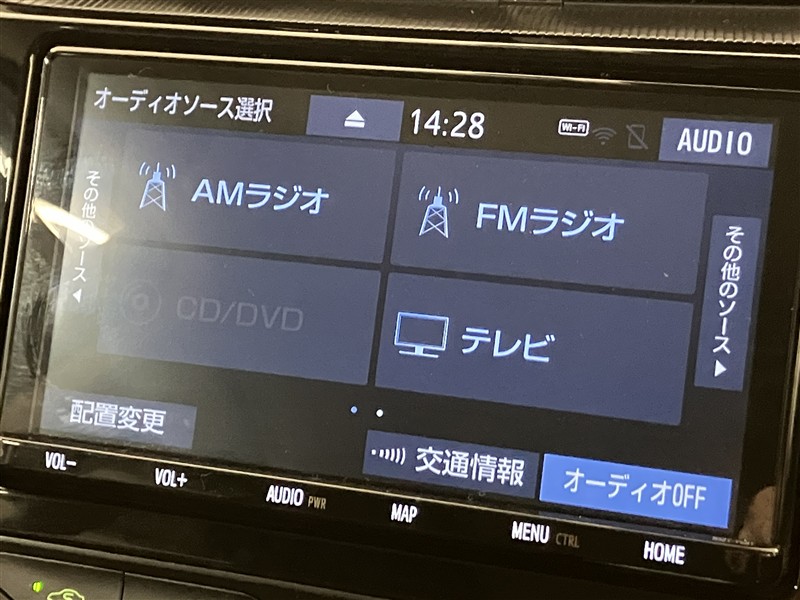 オーディオソース選択
14:28
Wi-Fi
AUDIO
その他のソース
AMラジオ
FMラジオ
その他のソース
CD/DVD
テレビ
配置変更
交通情報
オーディオOFF
VOL-
VOL+
AUDIO PWR
MAP
MENU CTRL
HOME